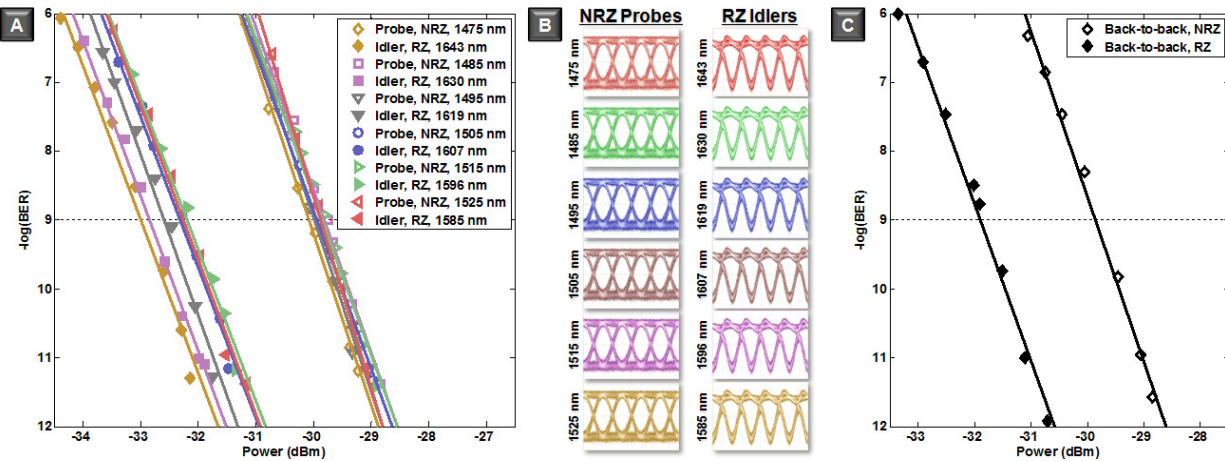 A
6
7
8
9
10
11
12
-log(BER)
-34
-33
-32
-31
-30
-29
-28
-27
Power (dBm)
Probe, NRZ, 1475 nm
Idler, RZ, 1643 nm
Probe, NRZ, 1485 nm
Idler, RZ, 1630 nm
Probe, NRZ, 1495 nm
Idler, RZ, 1619 nm
Probe, NRZ, 1505 nm
Idler, RZ, 1607 nm
Probe, NRZ, 1515 nm
Idler, RZ, 1596 nm
Probe, NRZ, 1525 nm
Idler, RZ, 1585 nm
B
NRZ Probes
RZ Idlers
1475 nm
1643 nm
1485 nm
1630 nm
1495 nm
1619 nm
1505 nm
1607 nm
1515 nm
1596 nm
1525 nm
1585 nm
C
6
7
8
9
10
11
12
-log(BER)
-33
-32
-31
-30
-29
-28
Power (dBm)
Back-to-back, NRZ
Back-to-back, RZ